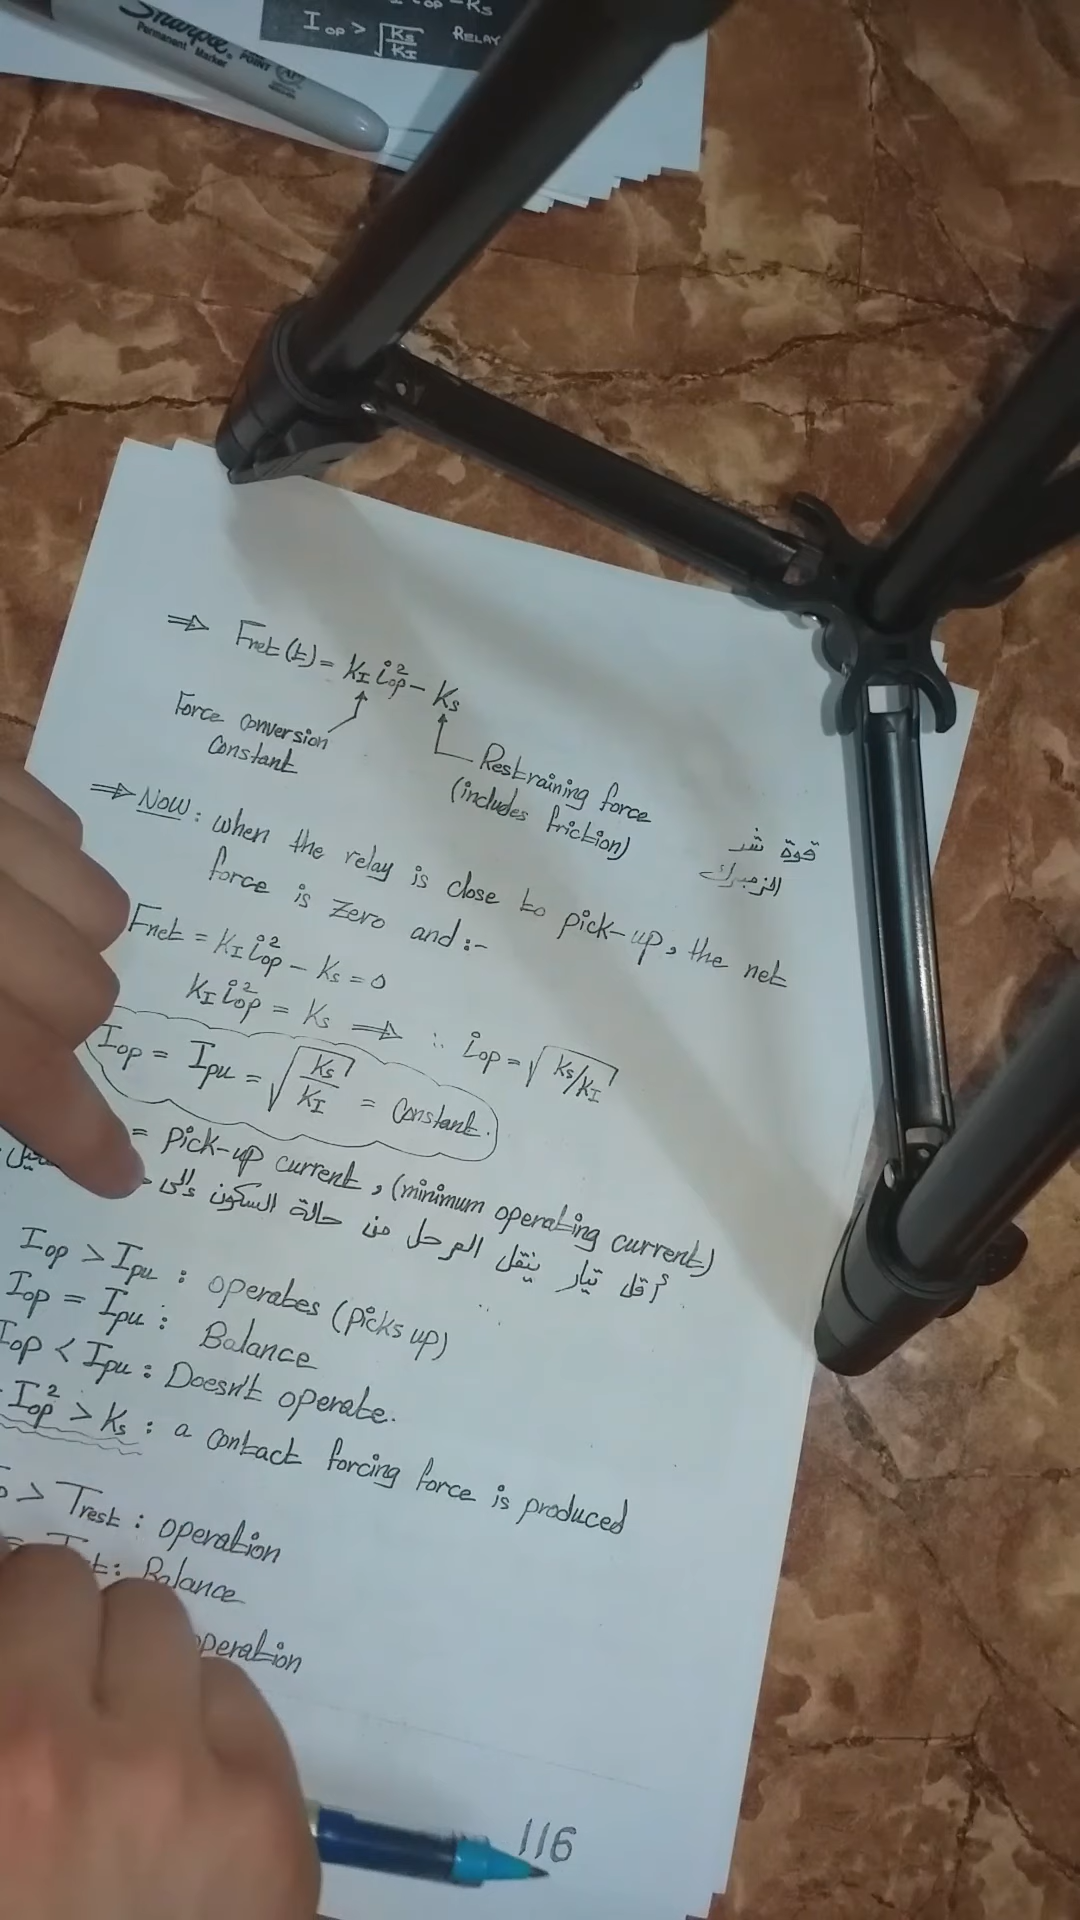 Sharpie
Permanent Marker
POINT
AP
I op > √Ks/KI RELAY
⇒ Fnet (t) = KI i²op - Ks
Force conversion
Constant
Restraining force
(includes friction)
قوة شد
الزمبرك
⇒ Now : when the relay is close to pick-up, the net
force is zero and :-
Fnet = KI i²op - Ks = 0
KI i²op = Ks ⇒ ∴ iop = √Ks/KI
Iop = Ipu = √Ks/KI = Constant.
= Pick-up current, (minimum operating current)
أقل تيار ينقل المرحل من حالة السكون إلى
Iop > Ipu : operates (picks up)
Iop = Ipu : Balance
Iop < Ipu : Doesn't operate.
I²op > Ks : a contact forcing force is produced
> Trest : operation
= : Balance
operation
116